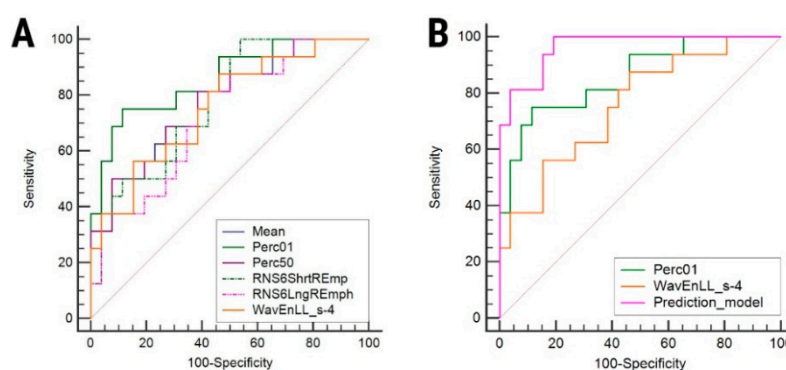 A
Sensitivity
100
80
60
40
20
0
0 20 40 60 80 100
100-Specificity
Mean
Perc01
Perc50
RNS6ShrtREmp
RNS6LngREmph
WavEnLL_s-4
B
Sensitivity
100
80
60
40
20
0
0 20 40 60 80 100
100-Specificity
Perc01
WavEnLL_s-4
Prediction_model